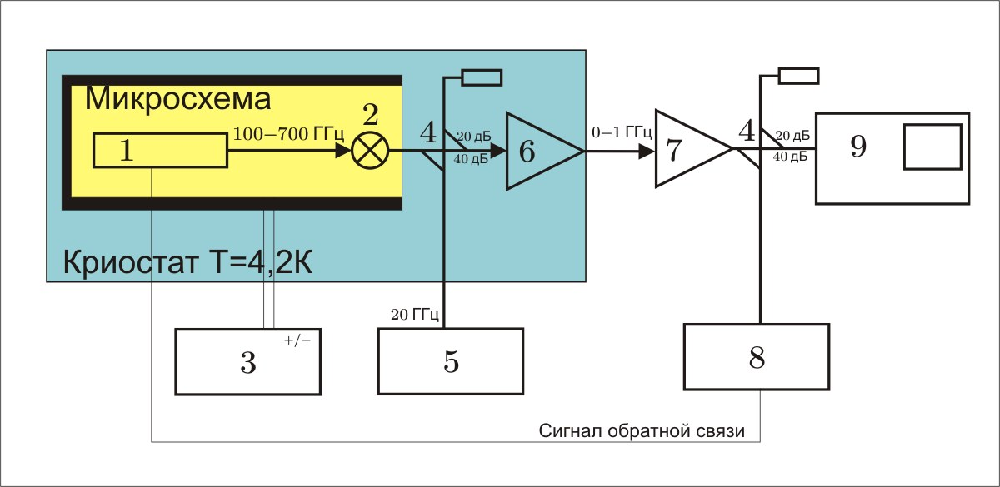 Микросхема
1
100–700 ГГц
2
4
20 дБ
40 дБ
6
0–1 ГГц
7
4
20 дБ
40 дБ
9
Криостат Т=4,2К
20 ГГц
3
+/−
5
8
Сигнал обратной связи